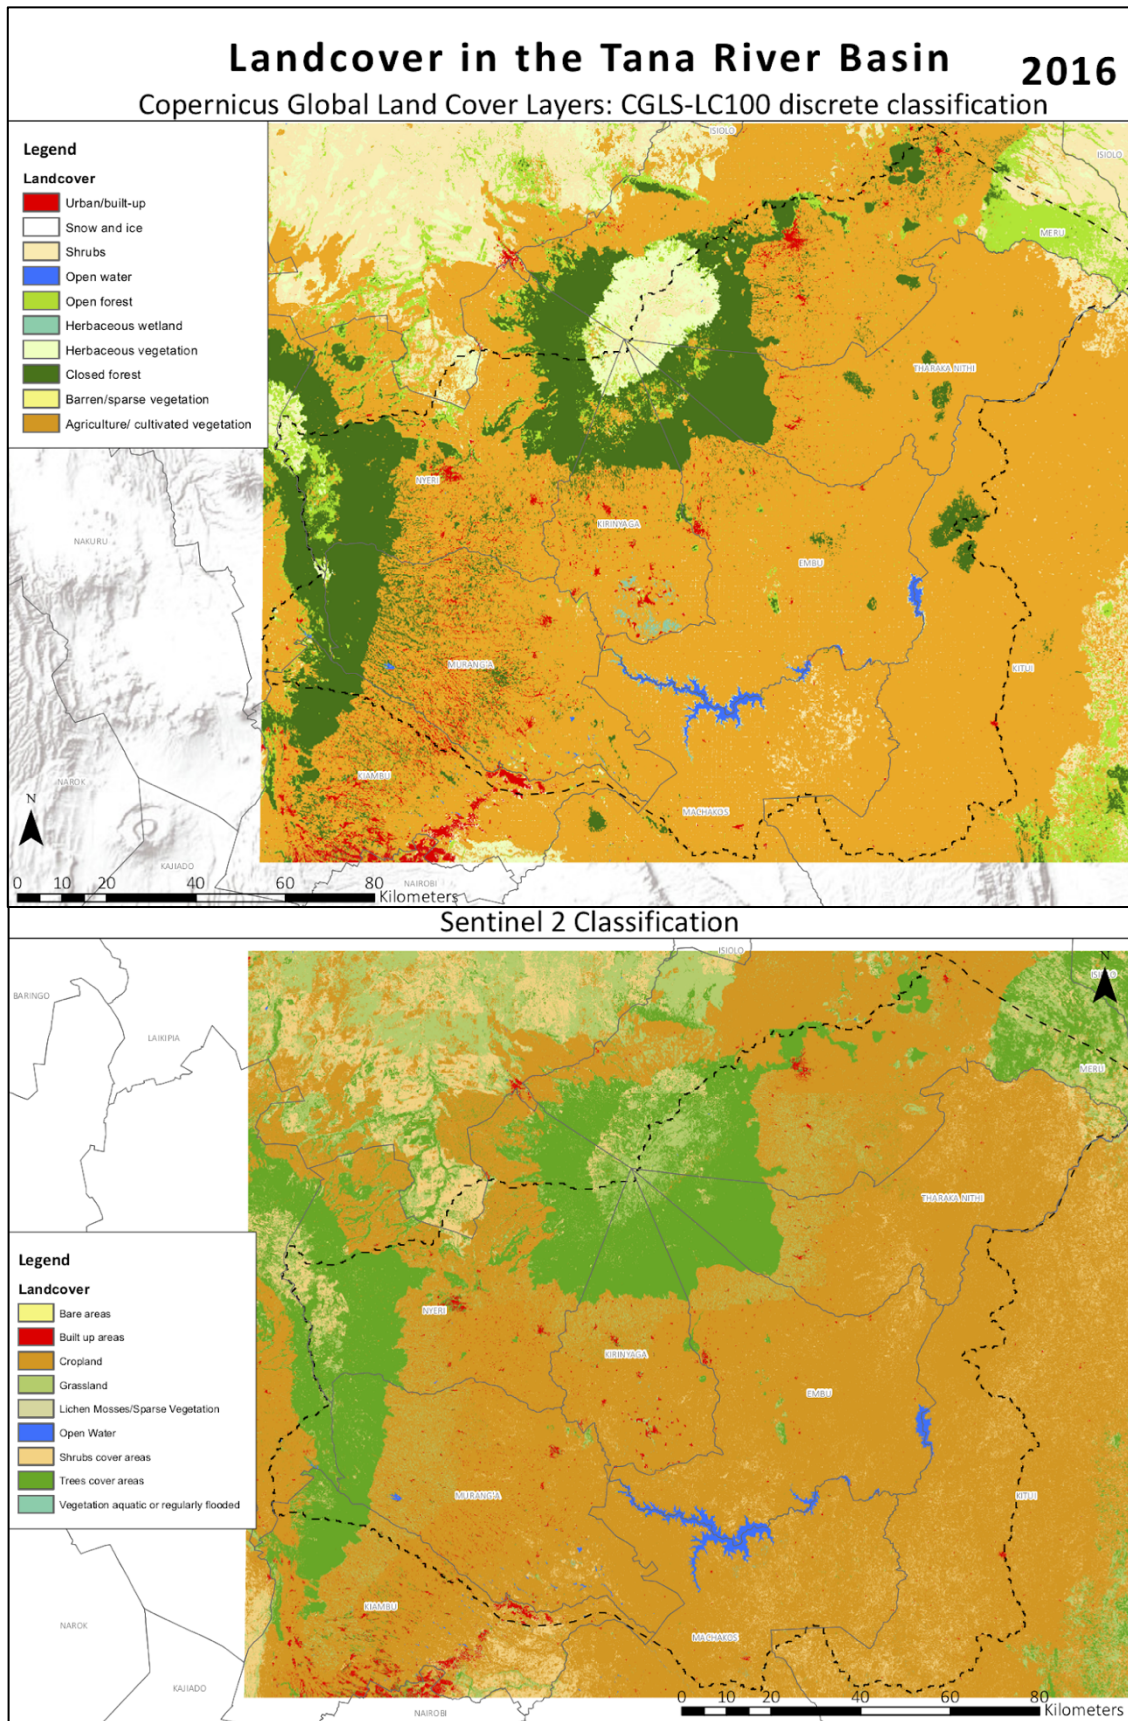 Landcover in the Tana River Basin
2016
Copernicus Global Land Cover Layers: CGLS-LC100 discrete classification
Legend
Landcover
Urban/built-up
Snow and ice
Shrubs
Open water
Open forest
Herbaceous wetland
Herbaceous vegetation
Closed forest
Barren/sparse vegetation
Agriculture/ cultivated vegetation
ISIOLO
ISIOLO
MERU
THARAKA NITHI
NYERI
KIRINYAGA
NAKURU
EMBU
MURANG'A
KITUI
KIAMBU
NAROK
MACHAKOS
KAJIADO
NAIROBI
N
0 10 20 40 60 80
Kilometers
Sentinel 2 Classification
ISIOLO
N
BARINGO
LAIKIPIA
MERU
THARAKA NITHI
Legend
Landcover
Bare areas
Built up areas
Cropland
Grassland
Lichen Mosses/Sparse Vegetation
Open Water
Shrubs cover areas
Trees cover areas
Vegetation aquatic or regularly flooded
NYERI
KIRINYAGA
EMBU
MURANG'A
KITUI
KIAMBU
NAROK
MACHAKOS
KAJIADO
NAIROBI
0 10 20 40 60 80
Kilometers